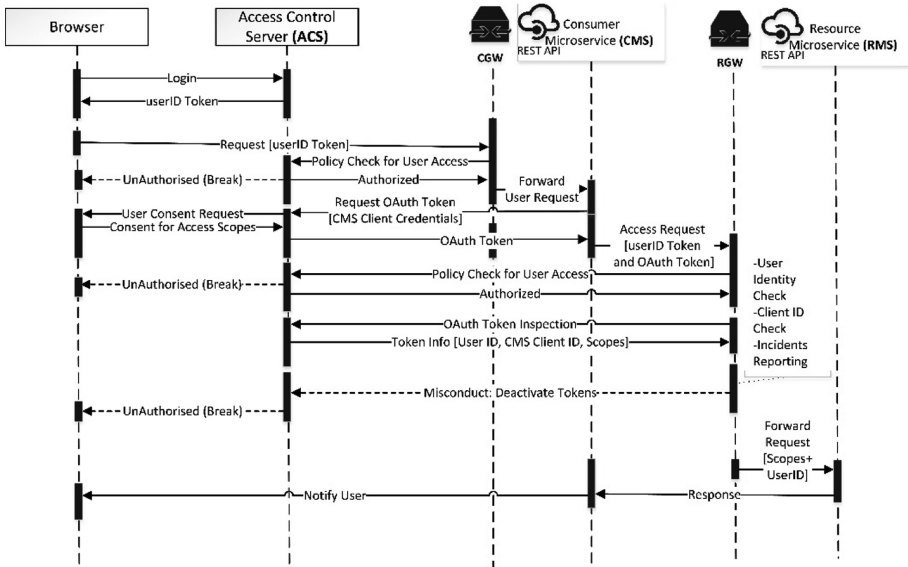 Browser
Access Control
Server (ACS)
CGW
REST API
Consumer
Microservice (CMS)
RGW
REST API
Resource
Microservice (RMS)
Login
userID Token
Request [userID Token]
Policy Check for User Access
UnAuthorised (Break)
Authorized
Forward
User Request
Request OAuth Token
[CMS Client Credentials]
User Consent Request
Consent for Access Scopes
OAuth Token
Access Request
[userID Token
and OAuth Token]
Policy Check for User Access
UnAuthorised (Break)
Authorized
-User
Identity
Check
-Client ID
Check
-Incidents
Reporting
OAuth Token Inspection
Token Info [User ID, CMS Client ID, Scopes]
Misconduct: Deactivate Tokens
UnAuthorised (Break)
Forward
Request
[Scopes+
UserID]
Notify User
Response